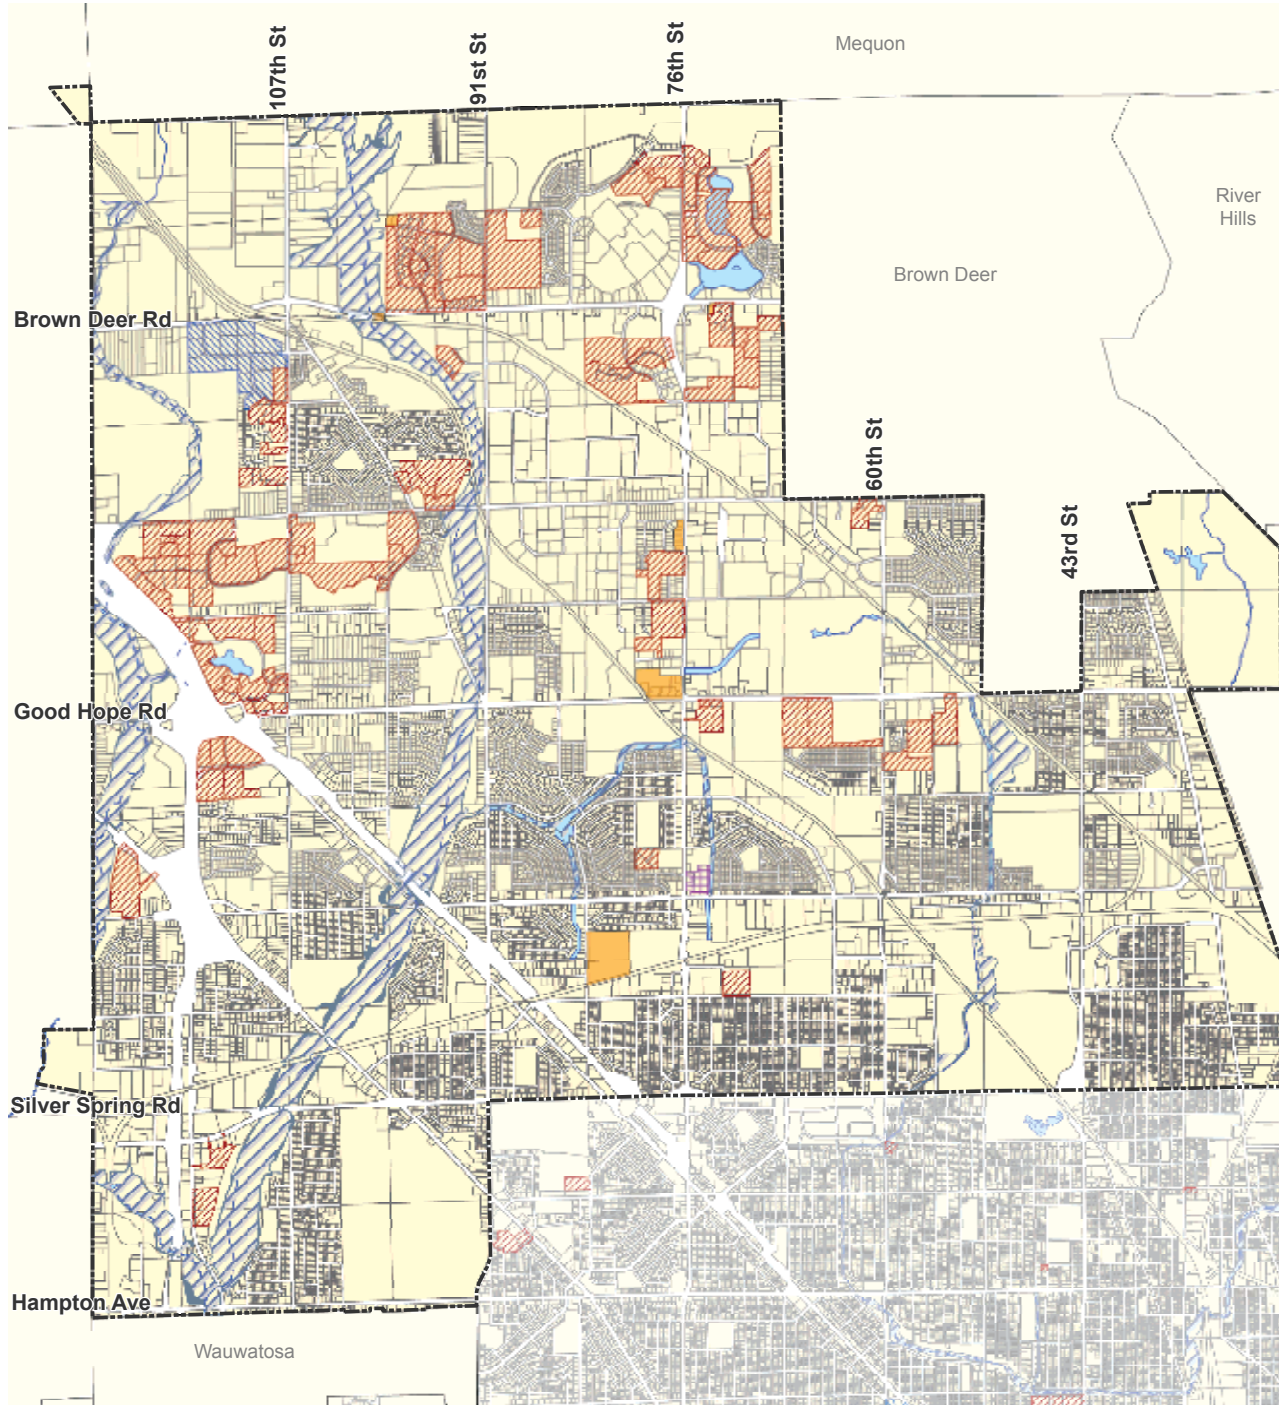 107th St
91st St
76th St
Mequon
River
Hills
Brown Deer
Brown Deer Rd
60th St
43rd St
Good Hope Rd
Silver Spring Rd
Hampton Ave
Wauwatosa